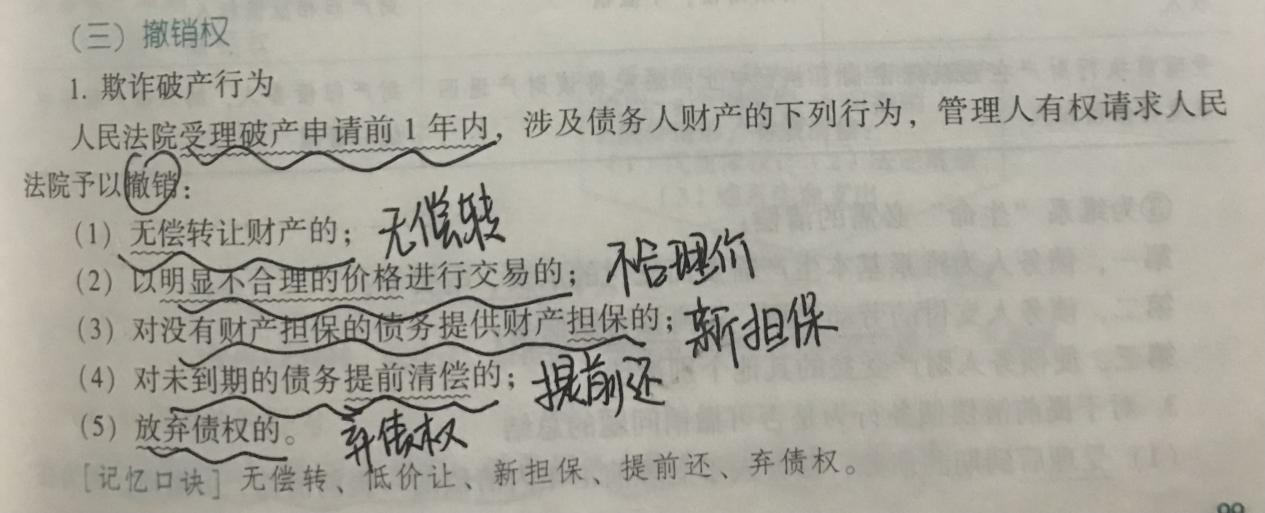 (三) 撤销权
1. 欺诈破产行为
人民法院受理破产申请前1年内，涉及债务人财产的下列行为，管理人有权请求人民
法院予以撤销：
(1) 无偿转让财产的； 无偿转
(2) 以明显不合理的价格进行交易的； 不合理价
(3) 对没有财产担保的债务提供财产担保的； 新担保
(4) 对未到期的债务提前清偿的； 提前还
(5) 放弃债权的。 弃债权
[记忆口诀] 无偿转、低价让、新担保、提前还、弃债权。
99